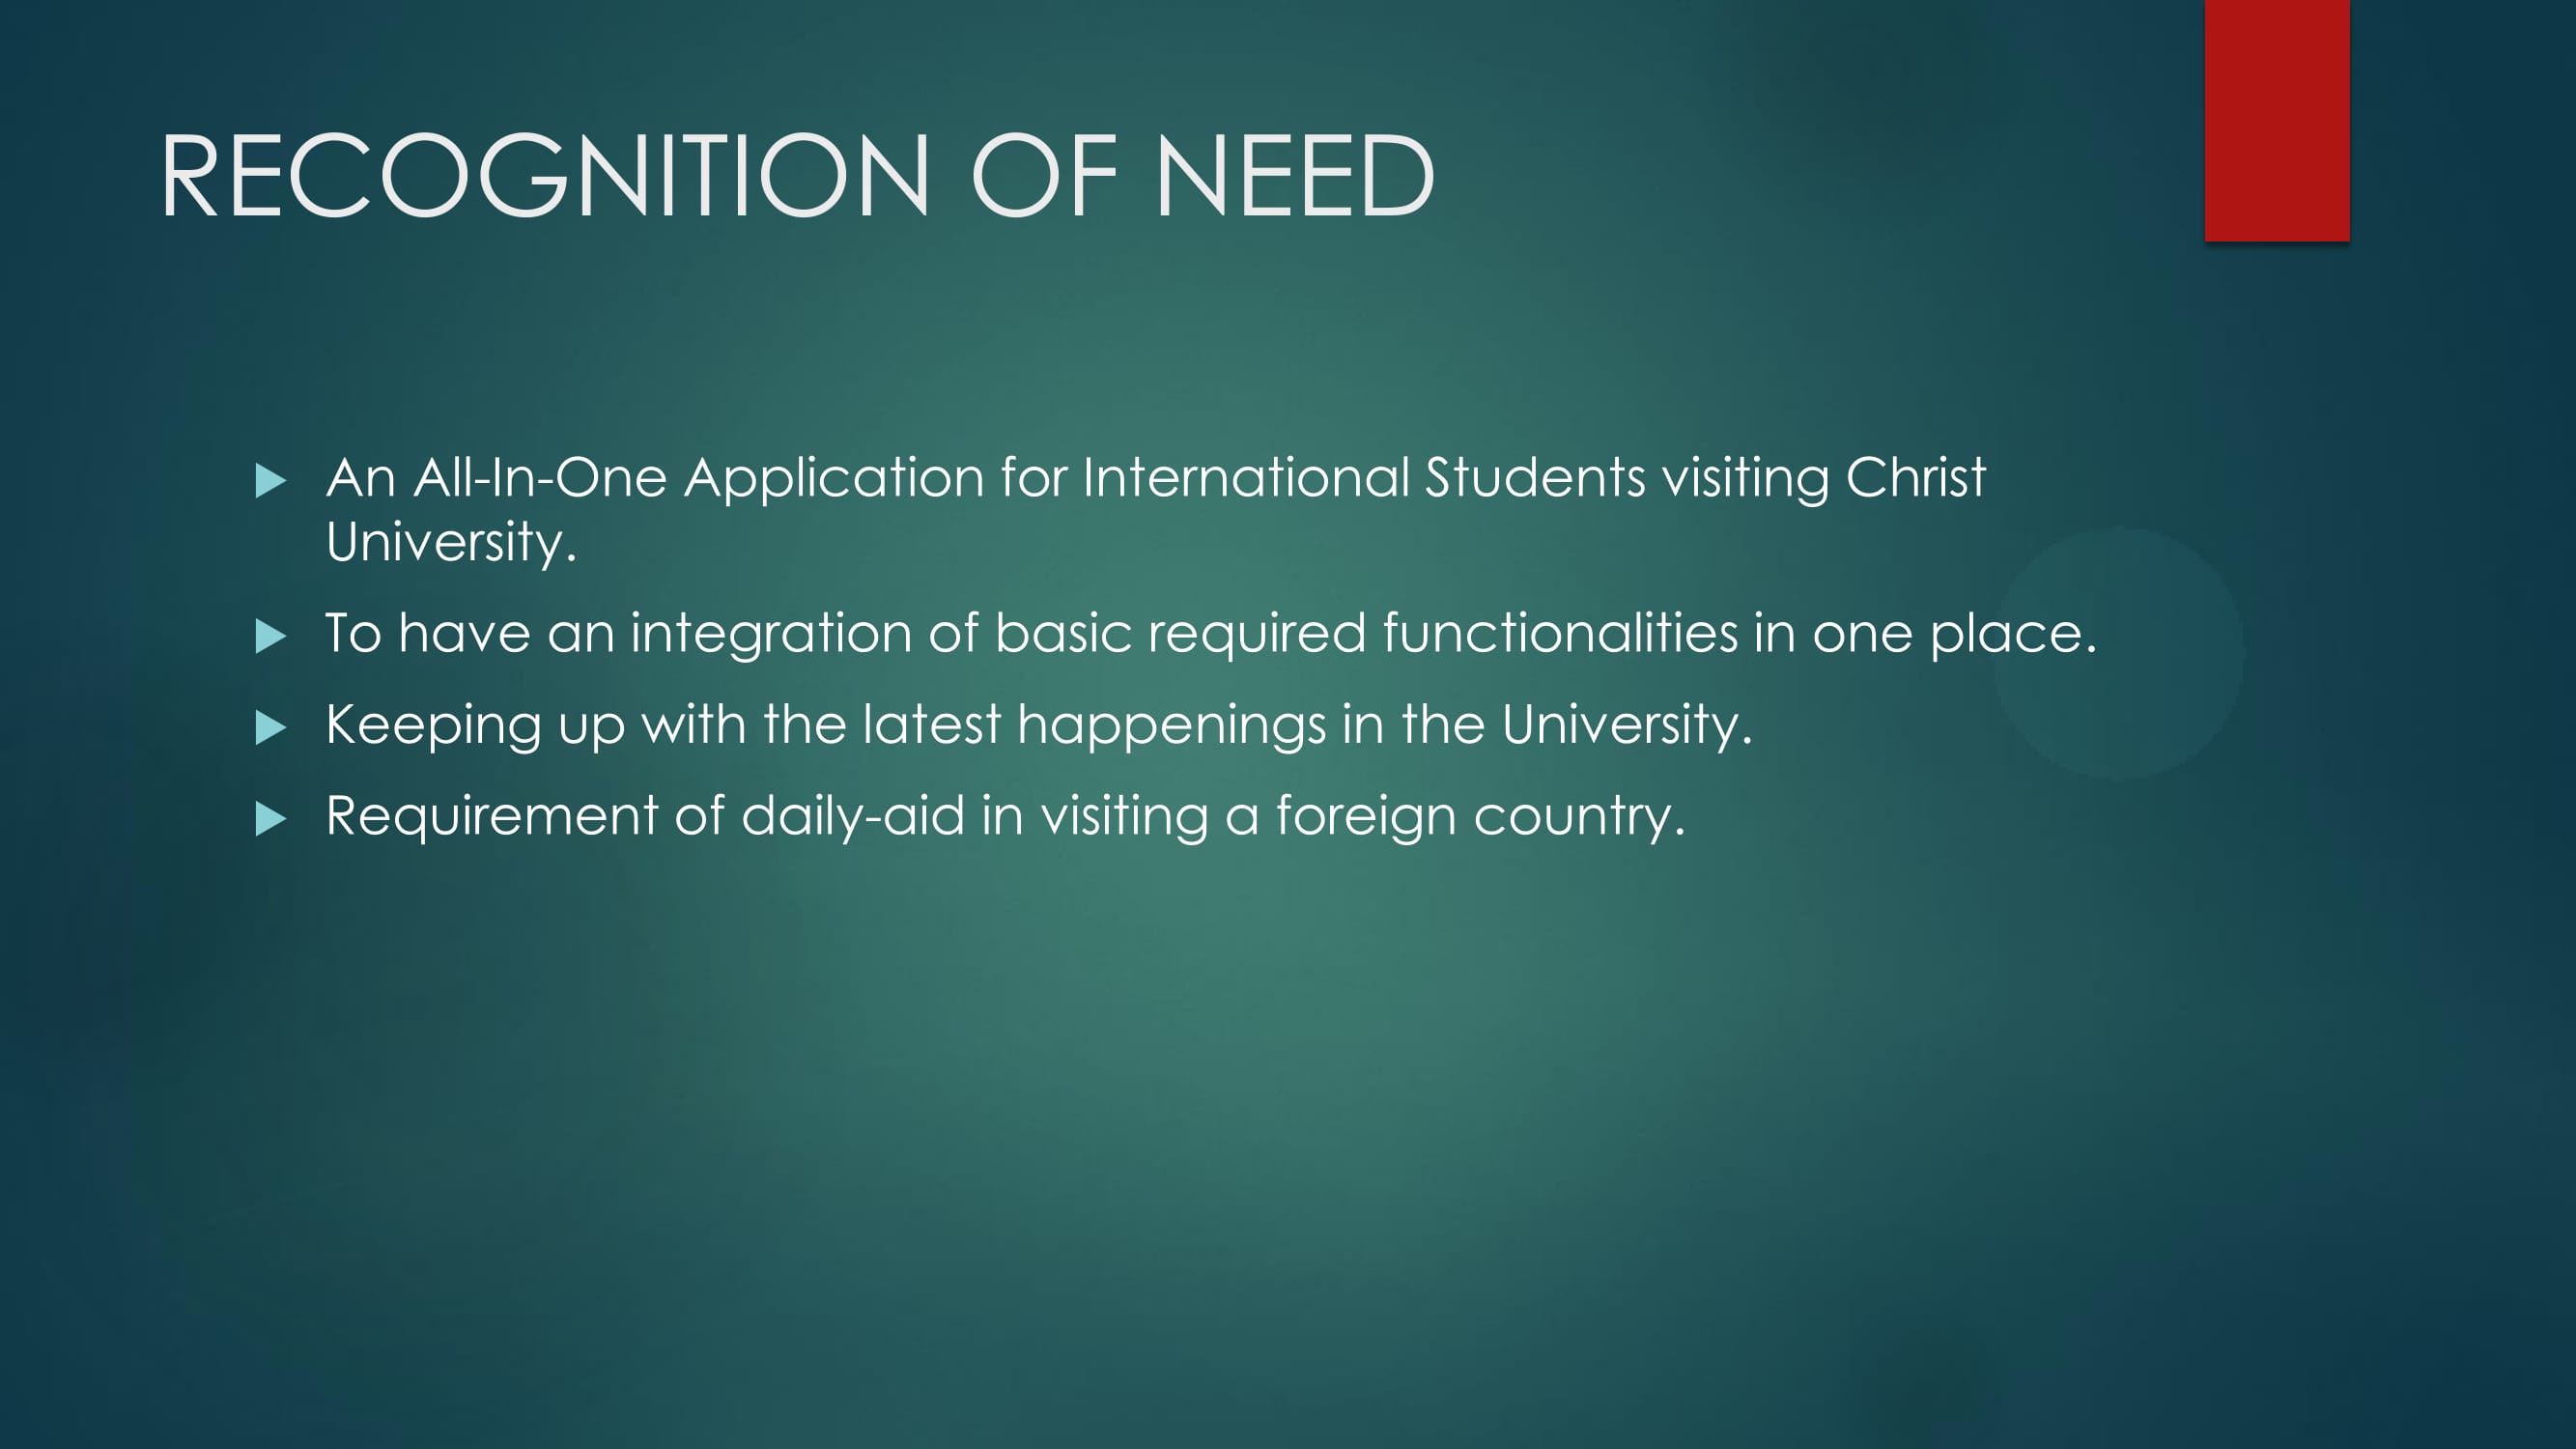 RECOGNITION OF NEED
An All-In-One Application for International Students visiting Christ
University.
To have an integration of basic required functionalities in one place.
Keeping up with the latest happenings in the University.
Requirement of daily-aid in visiting a foreign country.